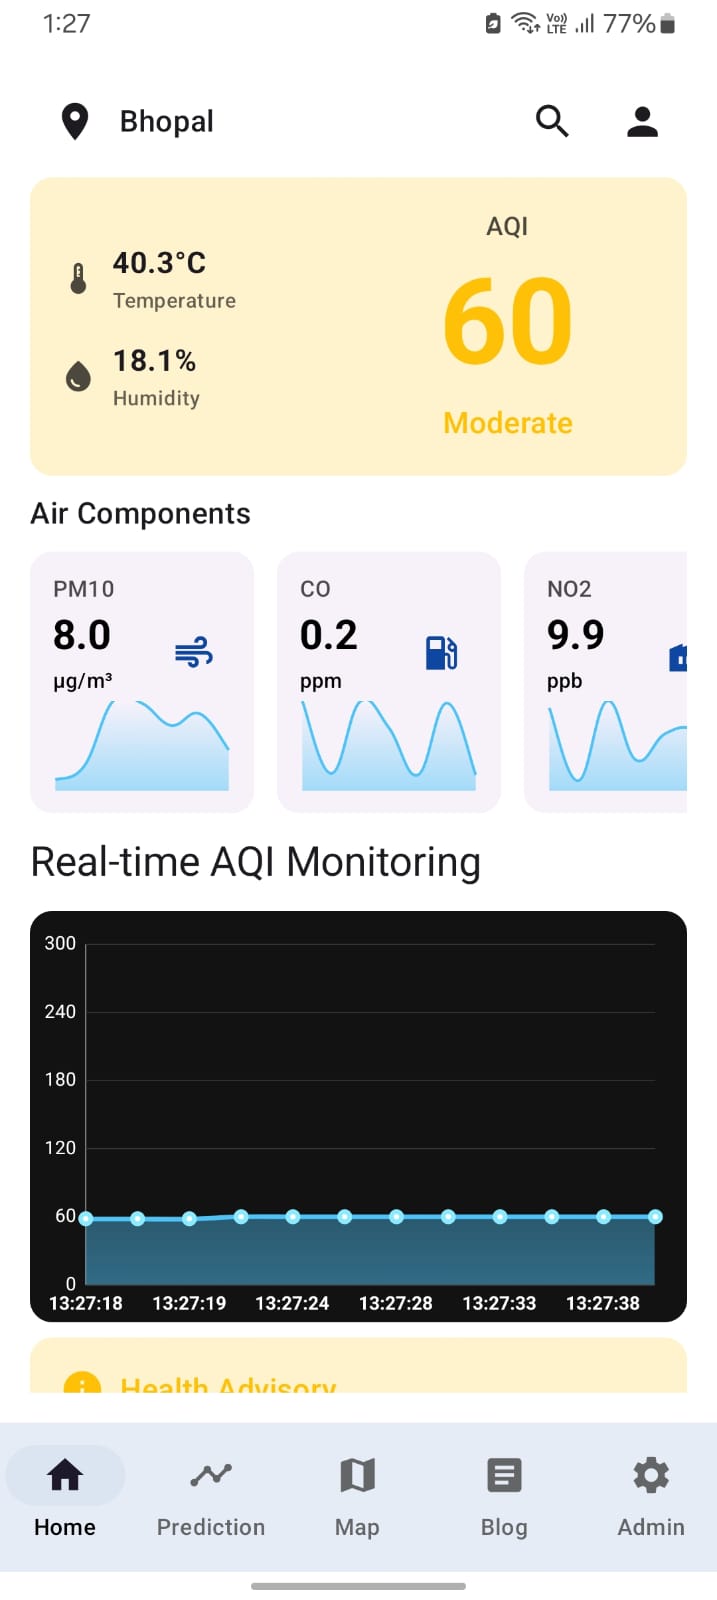 1:27
Vo)) LTE
77%
Bhopal
40.3°C
Temperature
18.1%
Humidity
AQI
60
Moderate
Air Components
PM10
8.0
µg/m³
CO
0.2
ppm
NO2
9.9
ppb
Real-time AQI Monitoring
300
240
180
120
60
0
13:27:18 13:27:19 13:27:24 13:27:28 13:27:33 13:27:38
Health Advisory
Home Prediction Map Blog Admin